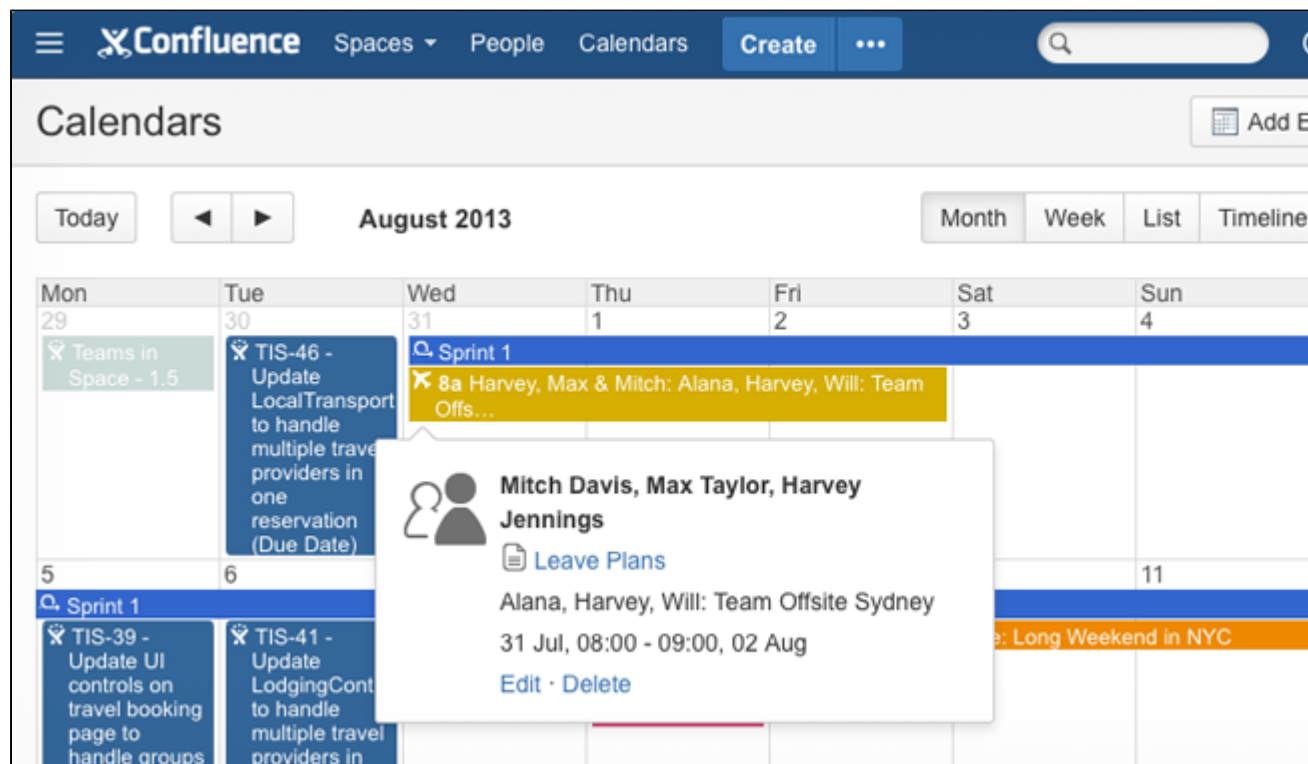 Confluence Spaces People Calendars Create
Calendars
Add E
Today August 2013 Month Week List Timeline
Mon Tue Wed Thu Fri Sat Sun
29 30 31 1 2 3 4
Teams in
Space - 1.5
TIS-46 -
Update
LocalTransport
to handle
multiple trave
providers in
one
reservation
(Due Date)
Sprint 1
8a Harvey, Max & Mitch: Alana, Harvey, Will: Team
Offs...
Mitch Davis, Max Taylor, Harvey
Jennings
Leave Plans
Alana, Harvey, Will: Team Offsite Sydney
31 Jul, 08:00 - 09:00, 02 Aug
Edit · Delete
5 6 11
Sprint 1
TIS-39 -
Update UI
controls on
travel booking
page to
handle groups
TIS-41 -
Update
LodgingCont
to handle
multiple travel
providers in
e: Long Weekend in NYC